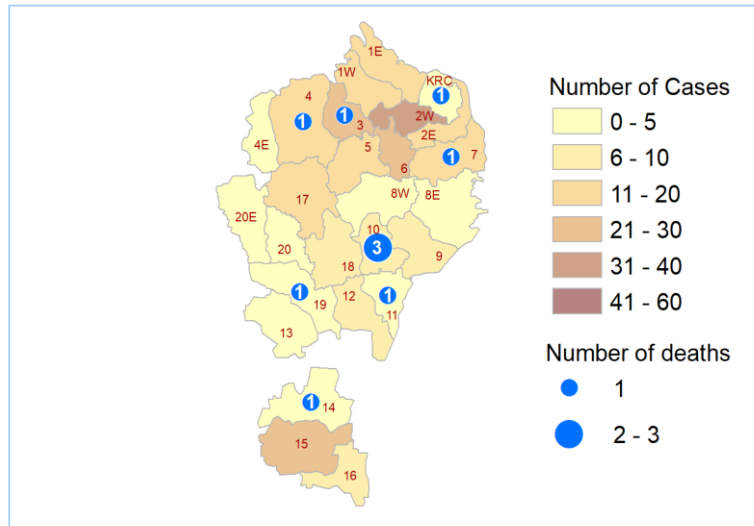 1E
1W
KRC
4
1
1
1
3
2W
4E
2E
5
1
7
6
8W
8E
17
20E
10
20
3
9
18
1
12
1
19
11
13
1
14
15
16
Number of Cases
0 - 5
6 - 10
11 - 20
21 - 30
31 - 40
41 - 60
Number of deaths
1
2 - 3